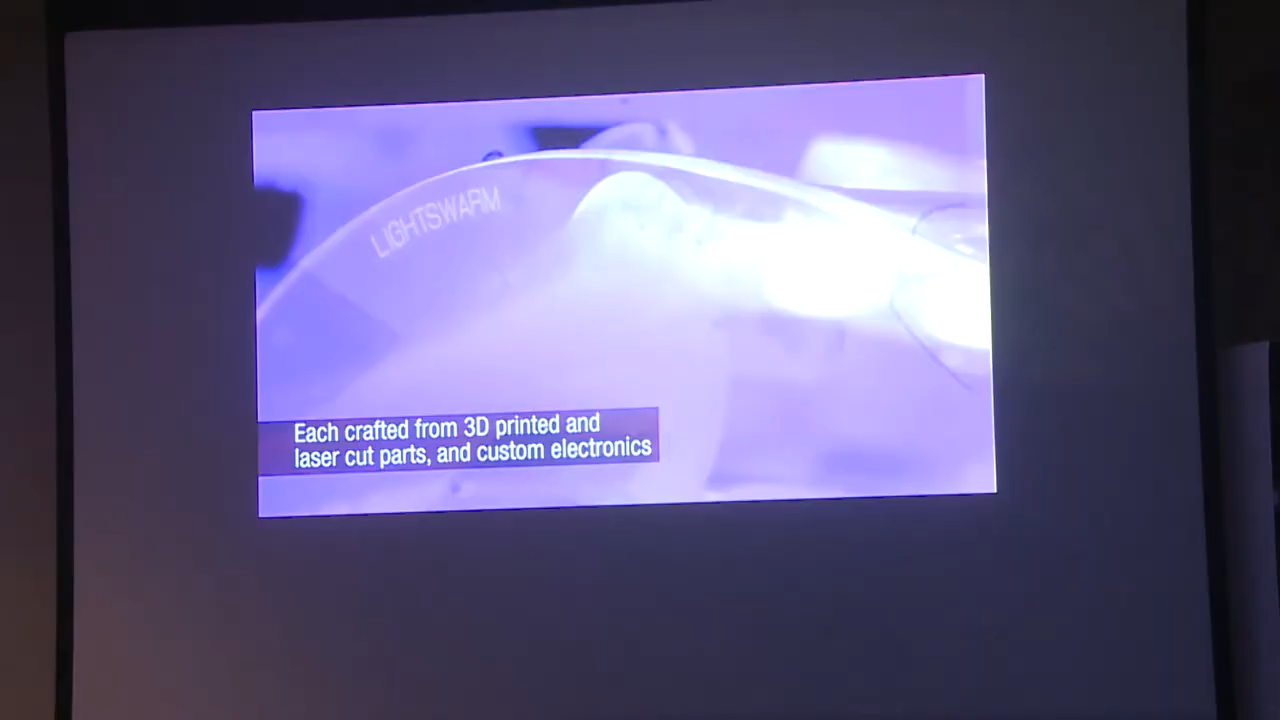 LIGHTSWARM
Each crafted from 3D printed and
laser cut parts, and custom electronics